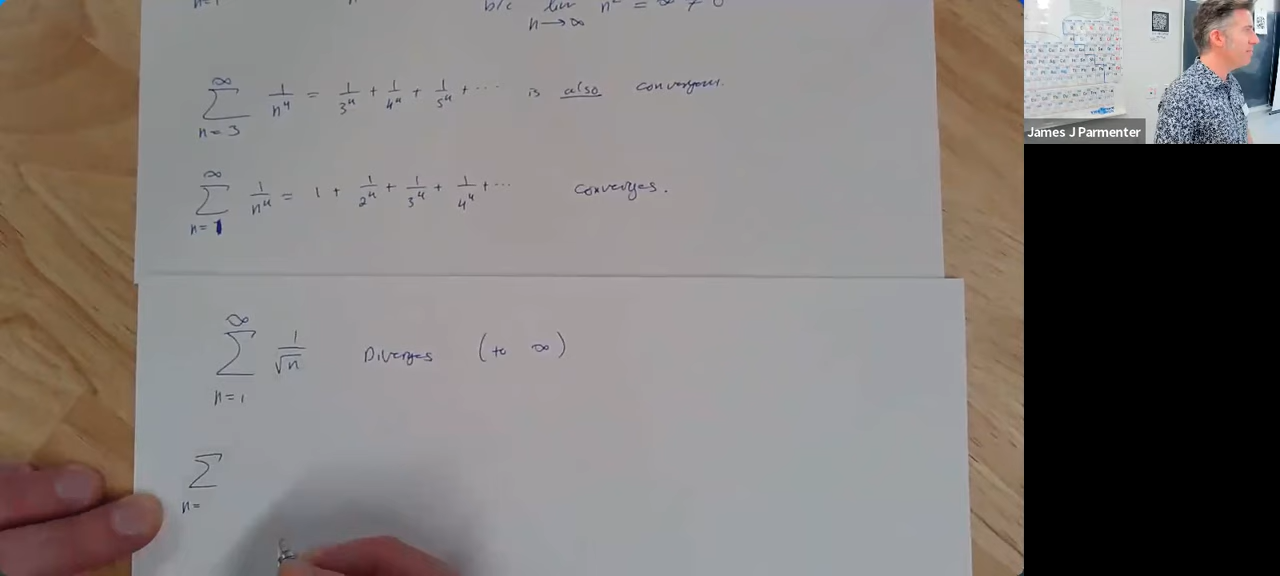 n=1 n b/c lim n² = ∞ ≠ 0
n→∞
∞
∑ 1/n⁴ = 1/3⁴ + 1/4⁴ + 1/5⁴ + ... is also convergent.
n=3
∞
∑ 1/n⁴ = 1 + 1/2⁴ + 1/3⁴ + 1/4⁴ + ... converges.
n=1
∞
∑ 1/√n Diverges (to ∞)
n=1
∑
n=
James J Parmenter